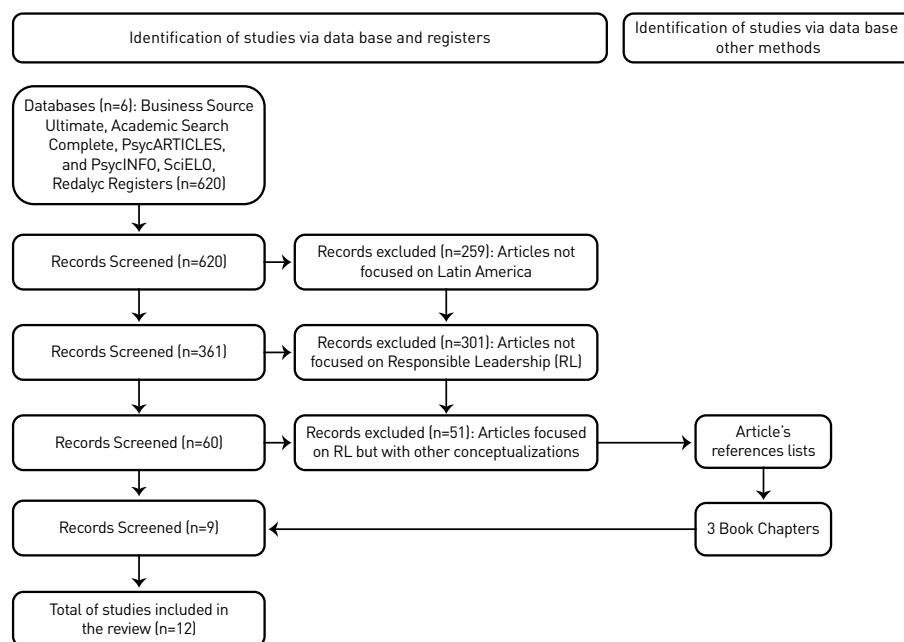 Identification of studies via data base and registers
Identification of studies via data base
other methods
Databases (n=6): Business Source
Ultimate, Academic Search
Complete, PsycARTICLES,
and PsycINFO, SciELO,
Redalyc Registers (n=620)
Records Screened (n=620)
Records excluded (n=259): Articles not
focused on Latin America
Records Screened (n=361)
Records excluded (n=301): Articles not
focused on Responsible Leadership (RL)
Records Screened (n=60)
Records excluded (n=51): Articles focused
on RL but with other conceptualizations
Article's
references lists
Records Screened (n=9)
3 Book Chapters
Total of studies included in
the review (n=12)